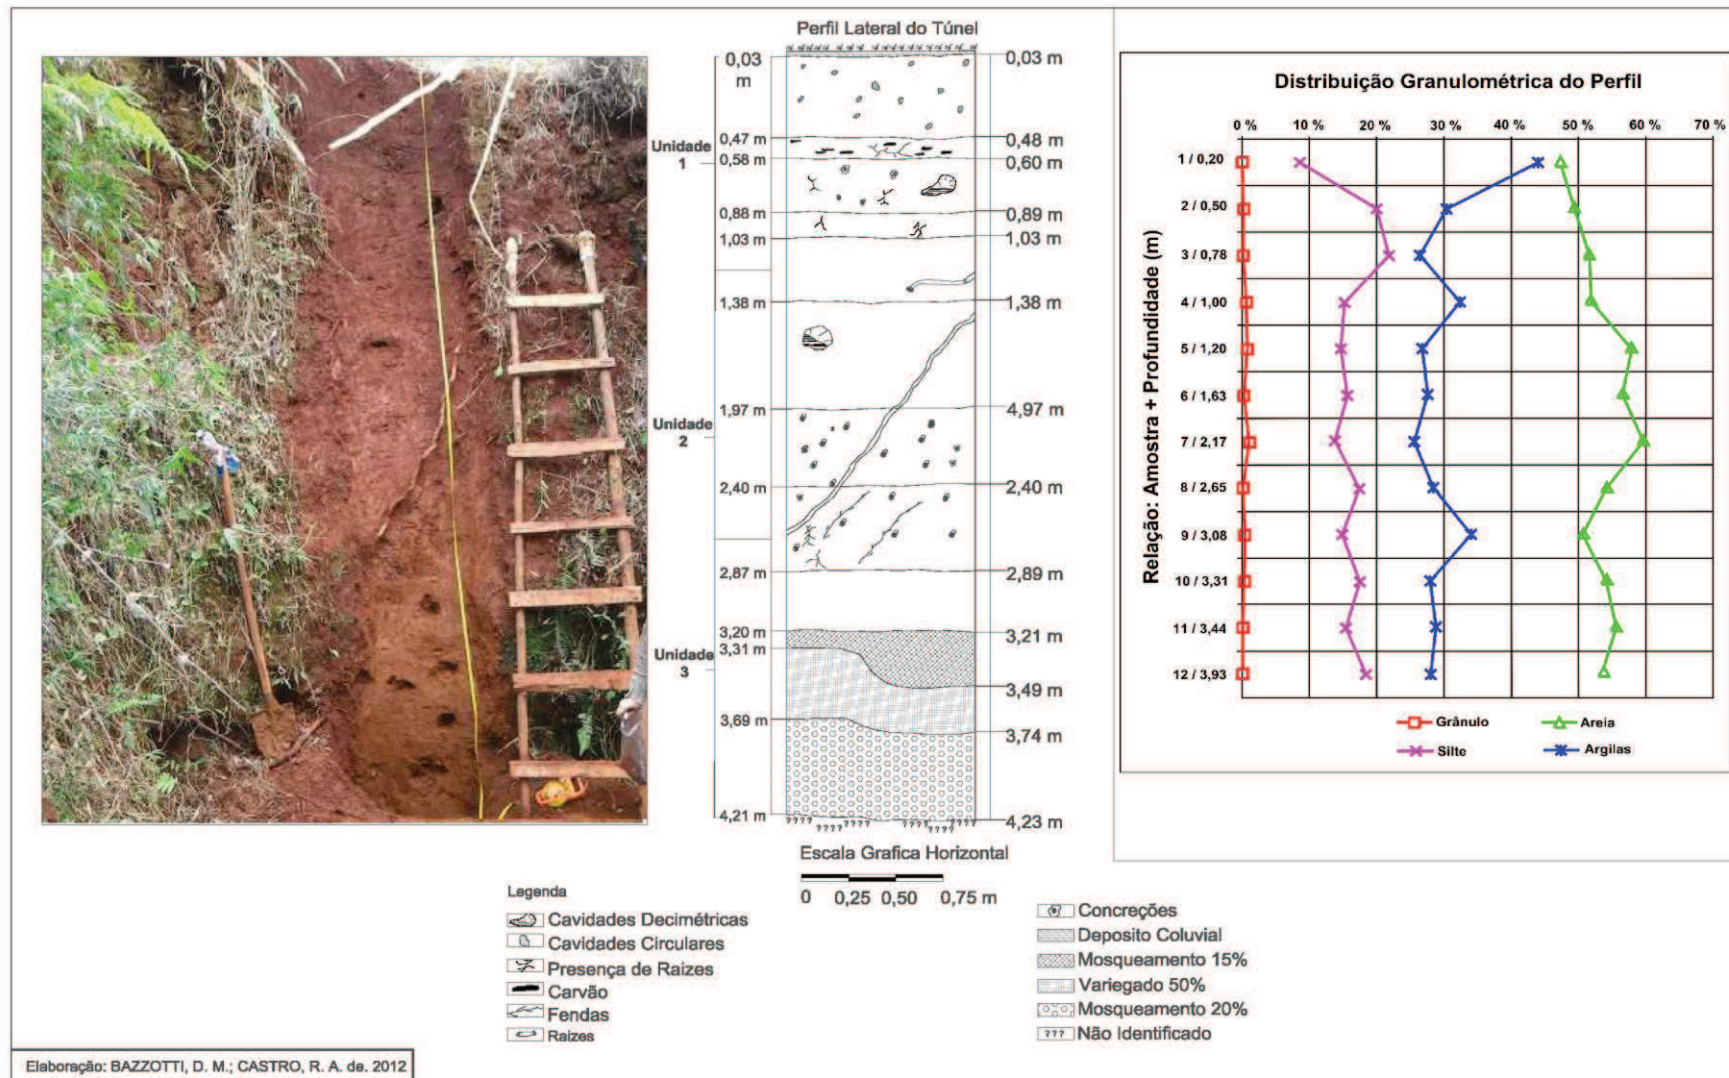 Perfil Lateral do Túnel
0,03 m
0,03 m
Unidade 1
0,47 m
0,48 m
0,58 m
0,60 m
0,88 m
0,89 m
1,03 m
1,03 m
1,38 m
1,38 m
Unidade 2
1,97 m
4,97 m
2,40 m
2,40 m
2,87 m
2,89 m
Unidade 3
3,20 m
3,21 m
3,31 m
3,49 m
3,69 m
3,74 m
4,21 m
4,23 m
???? ???? ???? ???? ???? ????
Escala Grafica Horizontal
0 0,25 0,50 0,75 m
Distribuição Granulométrica do Perfil
0 % 10 % 20 % 30 % 40 % 50 % 60 % 70 %
Relação: Amostra + Profundidade (m)
1 / 0,20
2 / 0,50
3 / 0,78
4 / 1,00
5 / 1,20
6 / 1,63
7 / 2,17
8 / 2,65
9 / 3,08
10 / 3,31
11 / 3,44
12 / 3,93
Grânulo Areia
Silte Argilas
Legenda
Cavidades Decimétricas
Cavidades Circulares
Presença de Raizes
Carvão
Fendas
Raizes
Concreções
Deposito Coluvial
Mosqueamento 15%
Variegado 50%
Mosqueamento 20%
??? Não Identificado
Elaboração: BAZZOTTI, D. M.; CASTRO, R. A. de. 2012